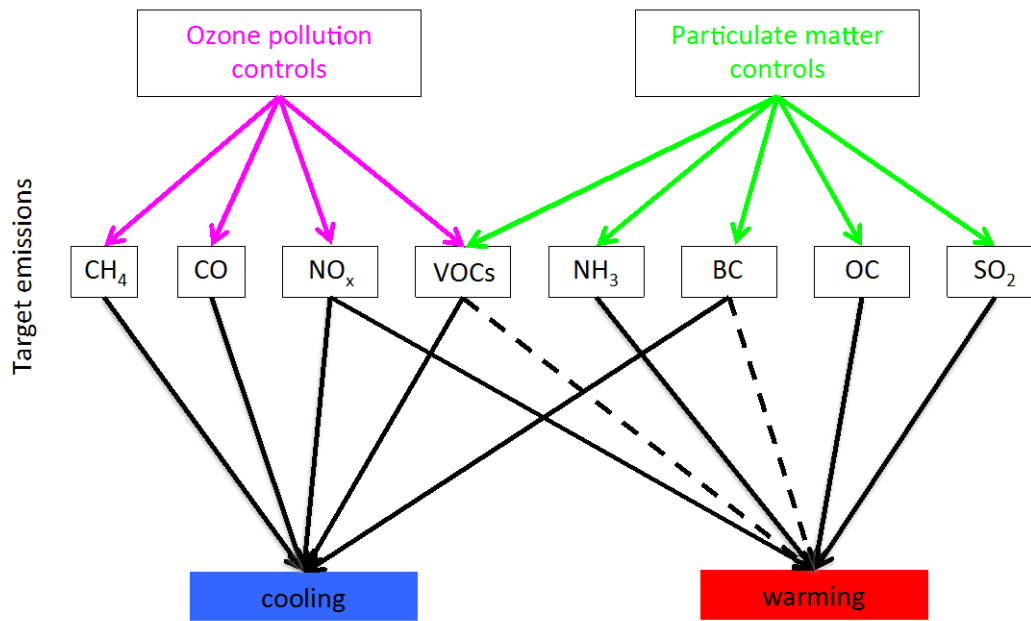 Ozone pollution
controls
Particulate matter
controls
Target emissions
CH₄
CO
NOₓ
VOCs
NH₃
BC
OC
SO₂
cooling
warming